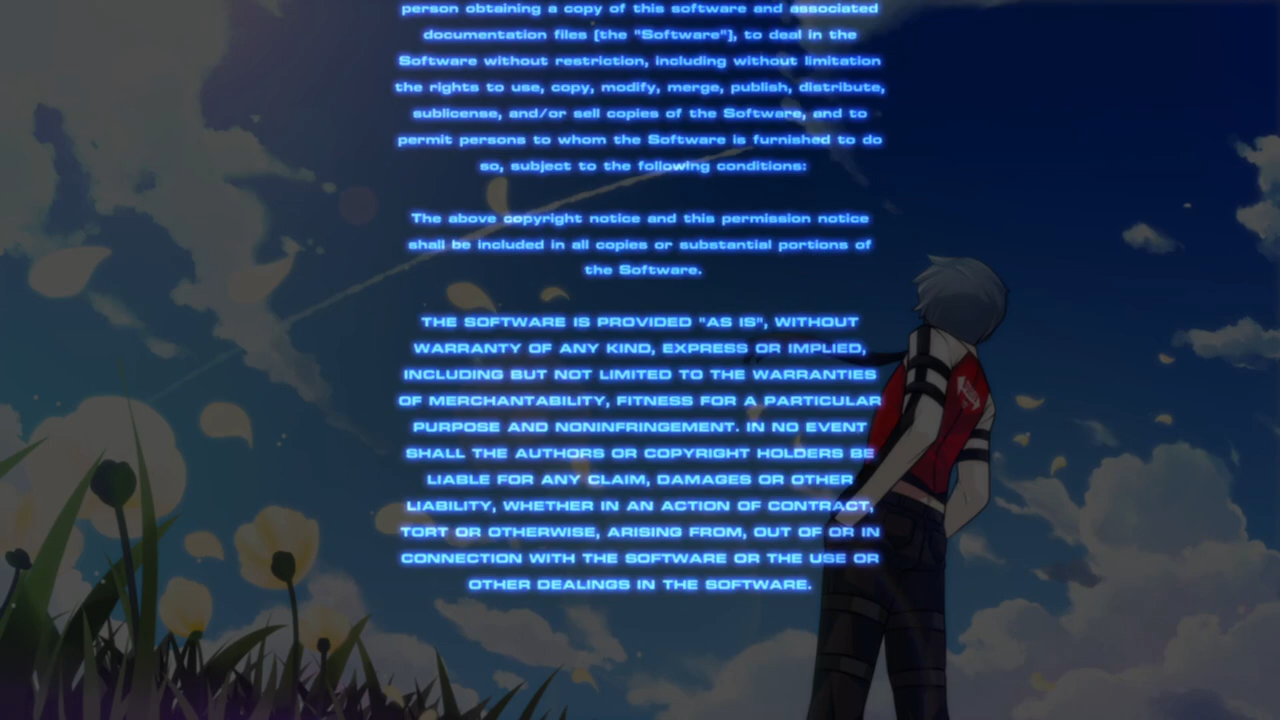 person obtaining a copy of this software and associated
documentation files (the "Software"), to deal in the
Software without restriction, including without limitation
the rights to use, copy, modify, merge, publish, distribute,
sublicense, and/or sell copies of the Software, and to
permit persons to whom the Software is furnished to do
so, subject to the following conditions:
The above copyright notice and this permission notice
shall be included in all copies or substantial portions of
the Software.
THE SOFTWARE IS PROVIDED "AS IS", WITHOUT
WARRANTY OF ANY KIND, EXPRESS OR IMPLIED,
INCLUDING BUT NOT LIMITED TO THE WARRANTIES
OF MERCHANTABILITY, FITNESS FOR A PARTICULAR
PURPOSE AND NONINFRINGEMENT. IN NO EVENT
SHALL THE AUTHORS OR COPYRIGHT HOLDERS BE
LIABLE FOR ANY CLAIM, DAMAGES OR OTHER
LIABILITY, WHETHER IN AN ACTION OF CONTRACT,
TORT OR OTHERWISE, ARISING FROM, OUT OF OR IN
CONNECTION WITH THE SOFTWARE OR THE USE OR
OTHER DEALINGS IN THE SOFTWARE.